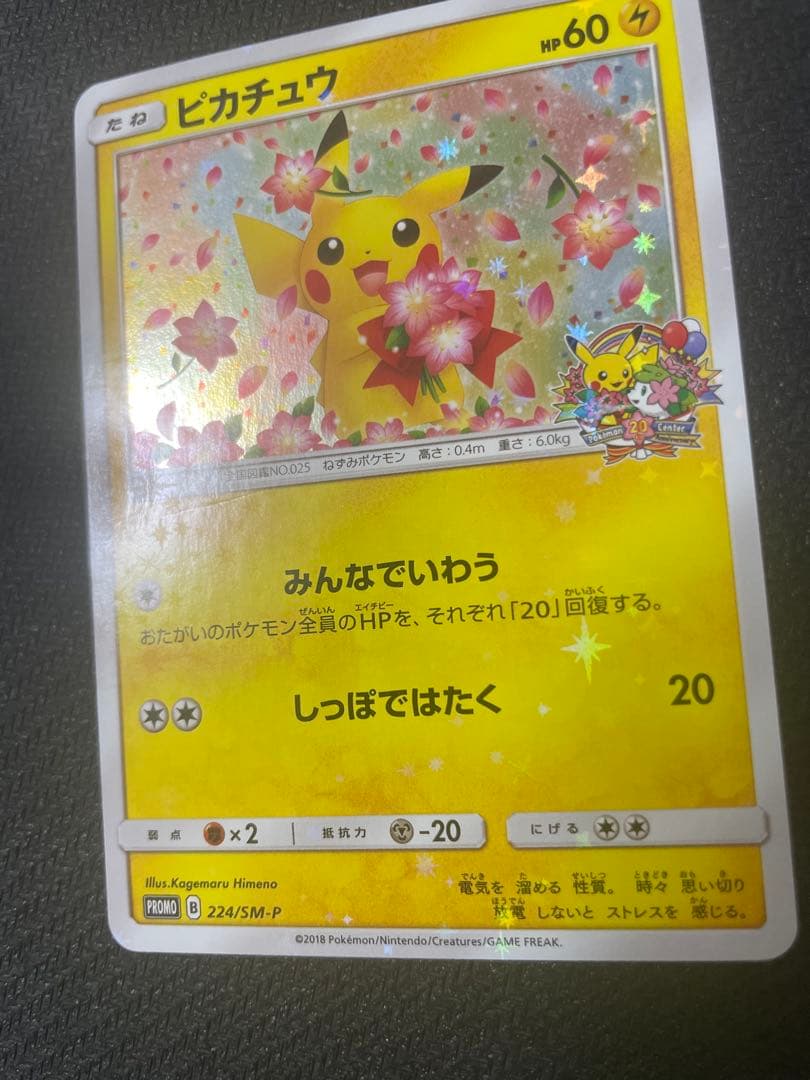 たね ピカチュウ HP60
Pokémon 20 Center
全国図鑑NO.025 ねずみポケモン 高さ:0.4m 重さ:6.0kg
みんなでいわう
おたがいのポケモン全員のHPを、それぞれ「20」回復する。
しっぽではたく 20
弱点 ×2 抵抗力 -20 にげる
Illus.Kagemaru Himeno
電気を 溜める 性質。 時々 思い切り
放電 しないと ストレスを 感じる。
PROMO B 224/SM-P
©2018 Pokémon/Nintendo/Creatures/GAME FREAK.